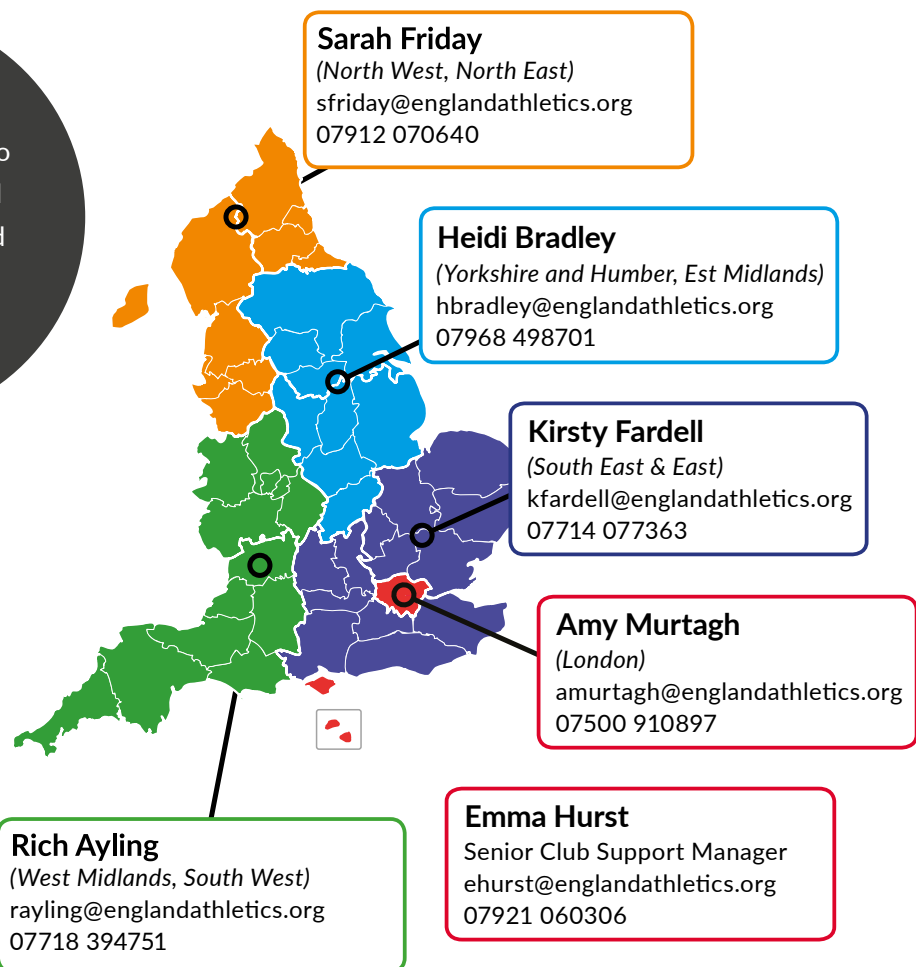 Sarah Friday
(North West, North East)
sfriday@englandathletics.org
07912 070640
Heidi Bradley
(Yorkshire and Humber, Est Midlands)
hbradley@englandathletics.org
07968 498701
Kirsty Fardell
(South East & East)
kfardell@englandathletics.org
07714 077363
Amy Murtagh
(London)
amurtagh@englandathletics.org
07500 910897
Emma Hurst
Senior Club Support Manager
ehurst@englandathletics.org
07921 060306
Rich Ayling
(West Midlands, South West)
rayling@englandathletics.org
07718 394751